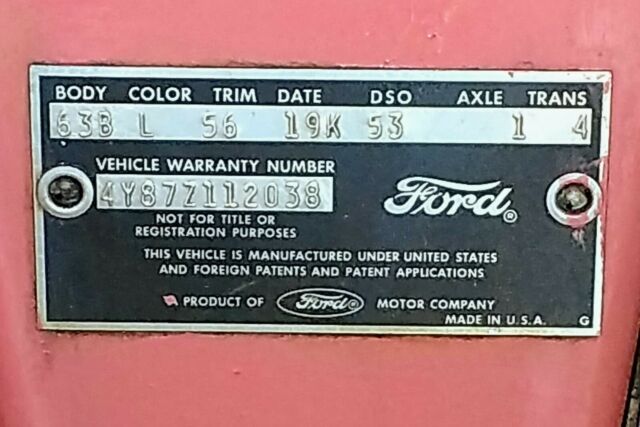 BODY COLOR TRIM DATE DSO AXLE TRANS
63B L 56 19K 53 1 4
VEHICLE WARRANTY NUMBER
4Y87Z112038
Ford®
NOT FOR TITLE OR
REGISTRATION PURPOSES
THIS VEHICLE IS MANUFACTURED UNDER UNITED STATES
AND FOREIGN PATENTS AND PATENT APPLICATIONS
PRODUCT OF Ford® MOTOR COMPANY
MADE IN U.S.A. G